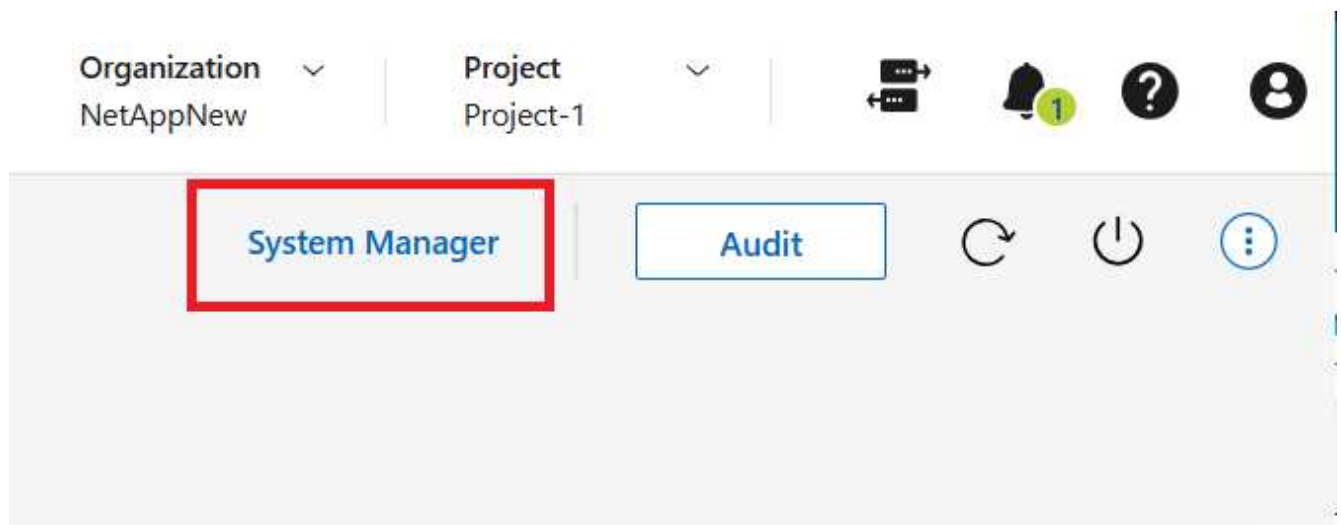 Organization
NetAppNew
Project
Project-1
1
System Manager
Audit